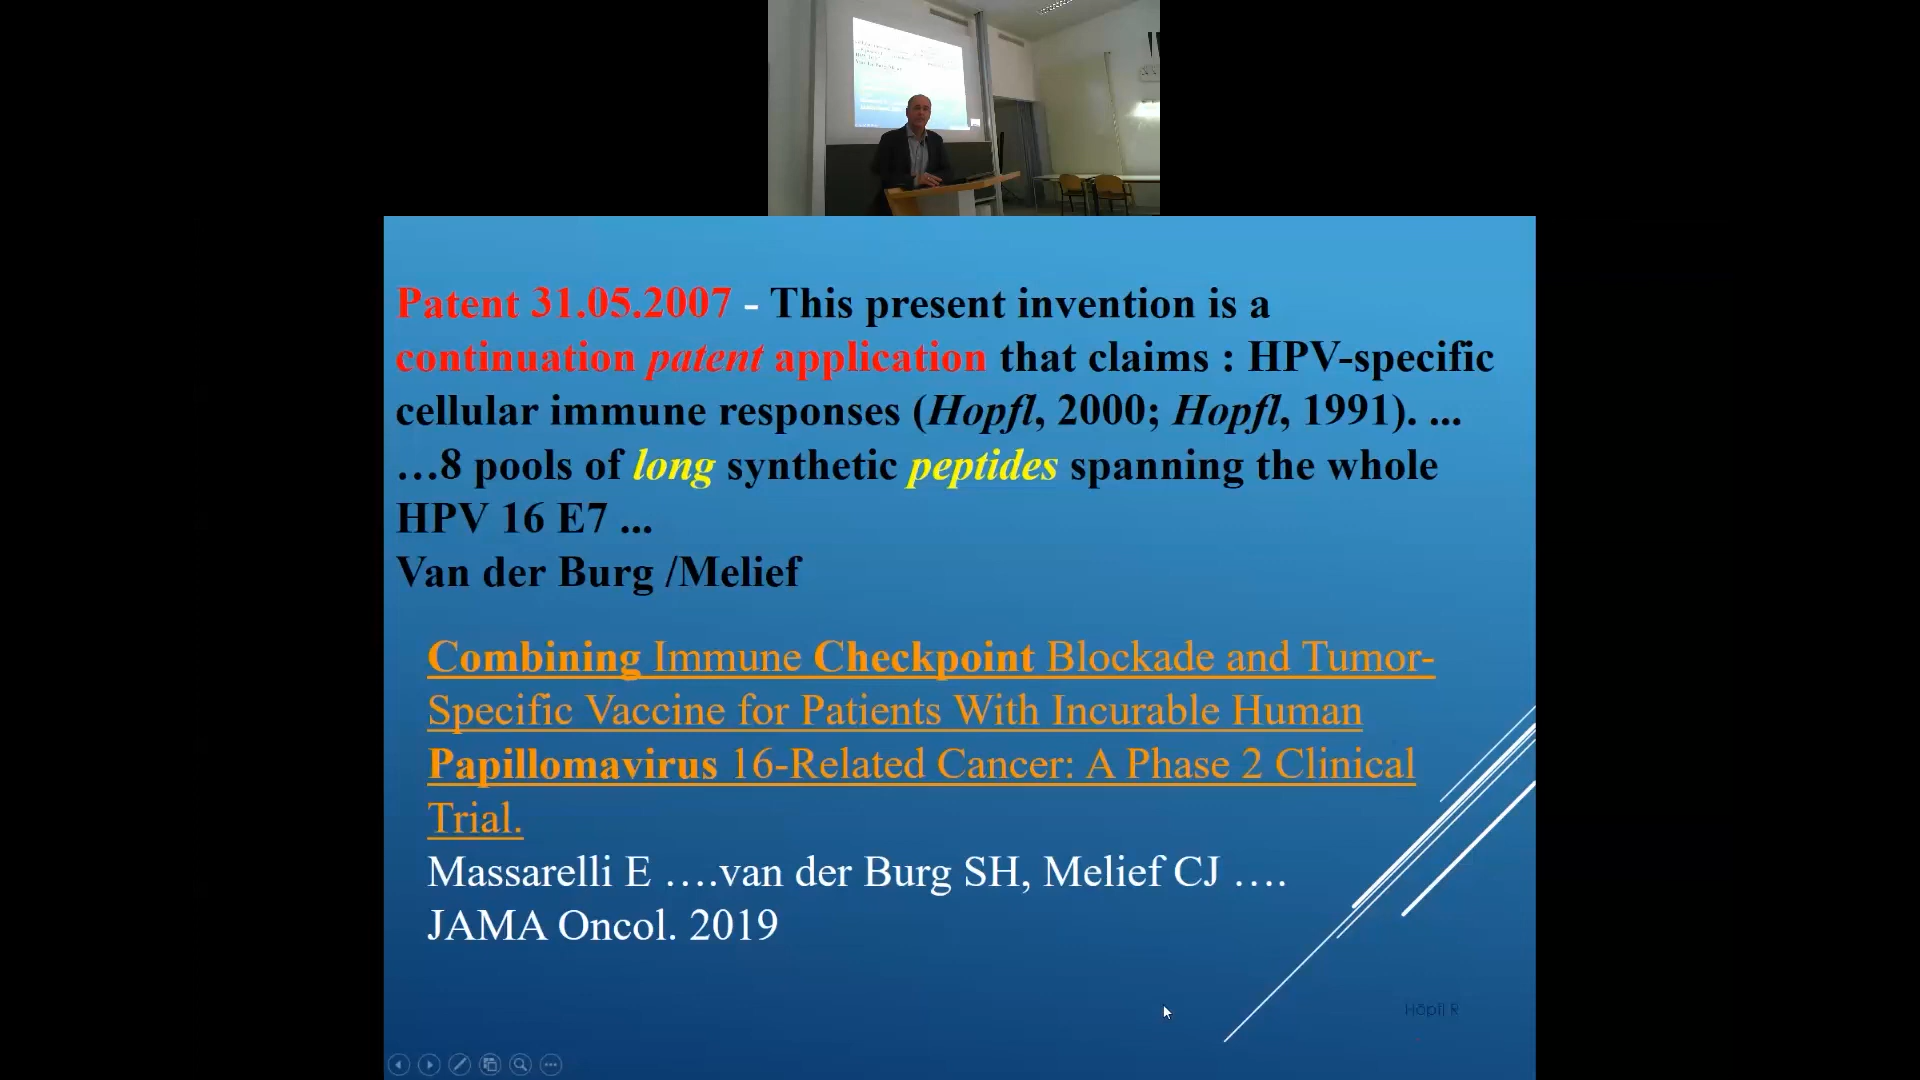 Patent 31.05.2007 - This present invention is a
continuation patent application that claims : HPV-specific
cellular immune responses (Hopfl, 2000; Hopfl, 1991). ...
…8 pools of long synthetic peptides spanning the whole
HPV 16 E7 ...
Van der Burg /Melief
Combining Immune Checkpoint Blockade and Tumor-
Specific Vaccine for Patients With Incurable Human
Papillomavirus 16-Related Cancer: A Phase 2 Clinical
Trial.
Massarelli E ….van der Burg SH, Melief CJ ….
JAMA Oncol. 2019
Höpfl R